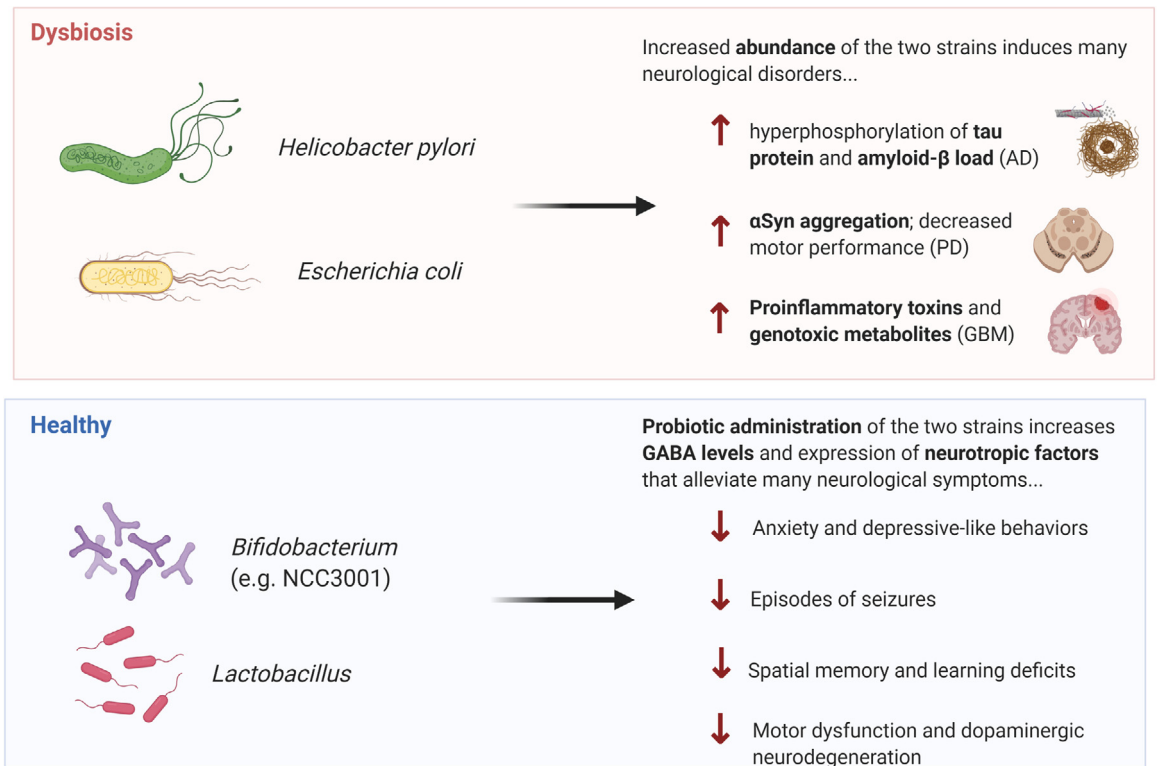 Dysbiosis
Helicobacter pylori
Escherichia coli
Increased abundance of the two strains induces many
neurological disorders...
hyperphosphorylation of tau
protein and amyloid-β load (AD)
αSyn aggregation; decreased
motor performance (PD)
Proinflammatory toxins and
genotoxic metabolites (GBM)
Healthy
Bifidobacterium
(e.g. NCC3001)
Lactobacillus
Probiotic administration of the two strains increases
GABA levels and expression of neurotropic factors
that alleviate many neurological symptoms...
Anxiety and depressive-like behaviors
Episodes of seizures
Spatial memory and learning deficits
Motor dysfunction and dopaminergic
neurodegeneration